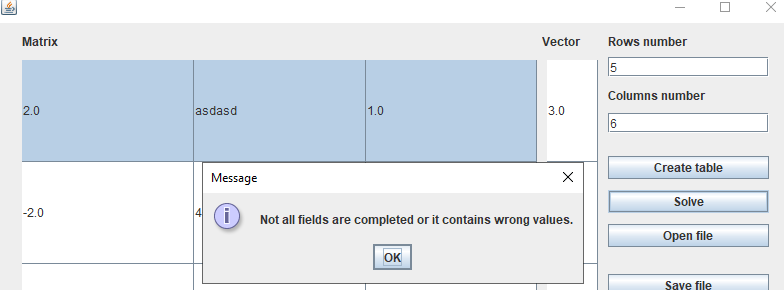 Matrix
Vector
Rows number
5
Columns number
6
2.0
asdasd
1.0
3.0
Create table
Message
Not all fields are completed or it contains wrong values.
OK
-2.0
4
Solve
Open file
Save file